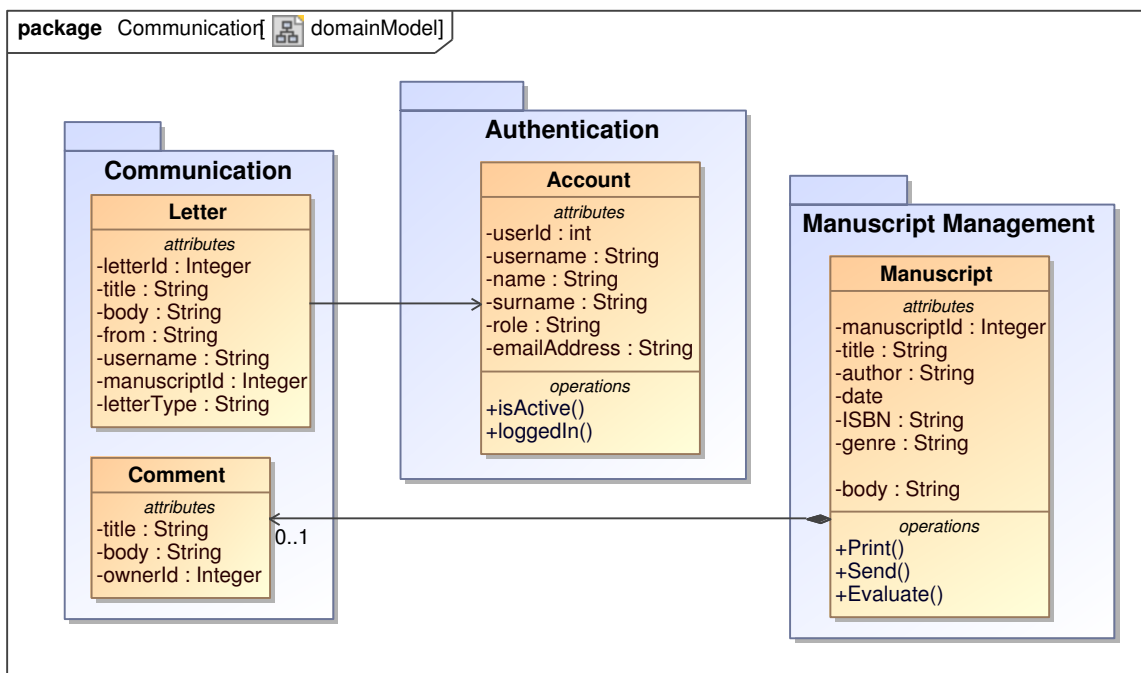 package Communication[ domainModel]
Communication
Letter
attributes
-letterId : Integer
-title : String
-body : String
-from : String
-username : String
-manuscriptId : Integer
-letterType : String
Comment
attributes
-title : String
-body : String
-ownerId : Integer
Authentication
Account
attributes
-userId : int
-username : String
-name : String
-surname : String
-role : String
-emailAddress : String
operations
+isActive()
+loggedIn()
0..1
Manuscript Management
Manuscript
attributes
-manuscriptId : Integer
-title : String
-author : String
-date
-ISBN : String
-genre : String
-body : String
operations
+Print()
+Send()
+Evaluate()